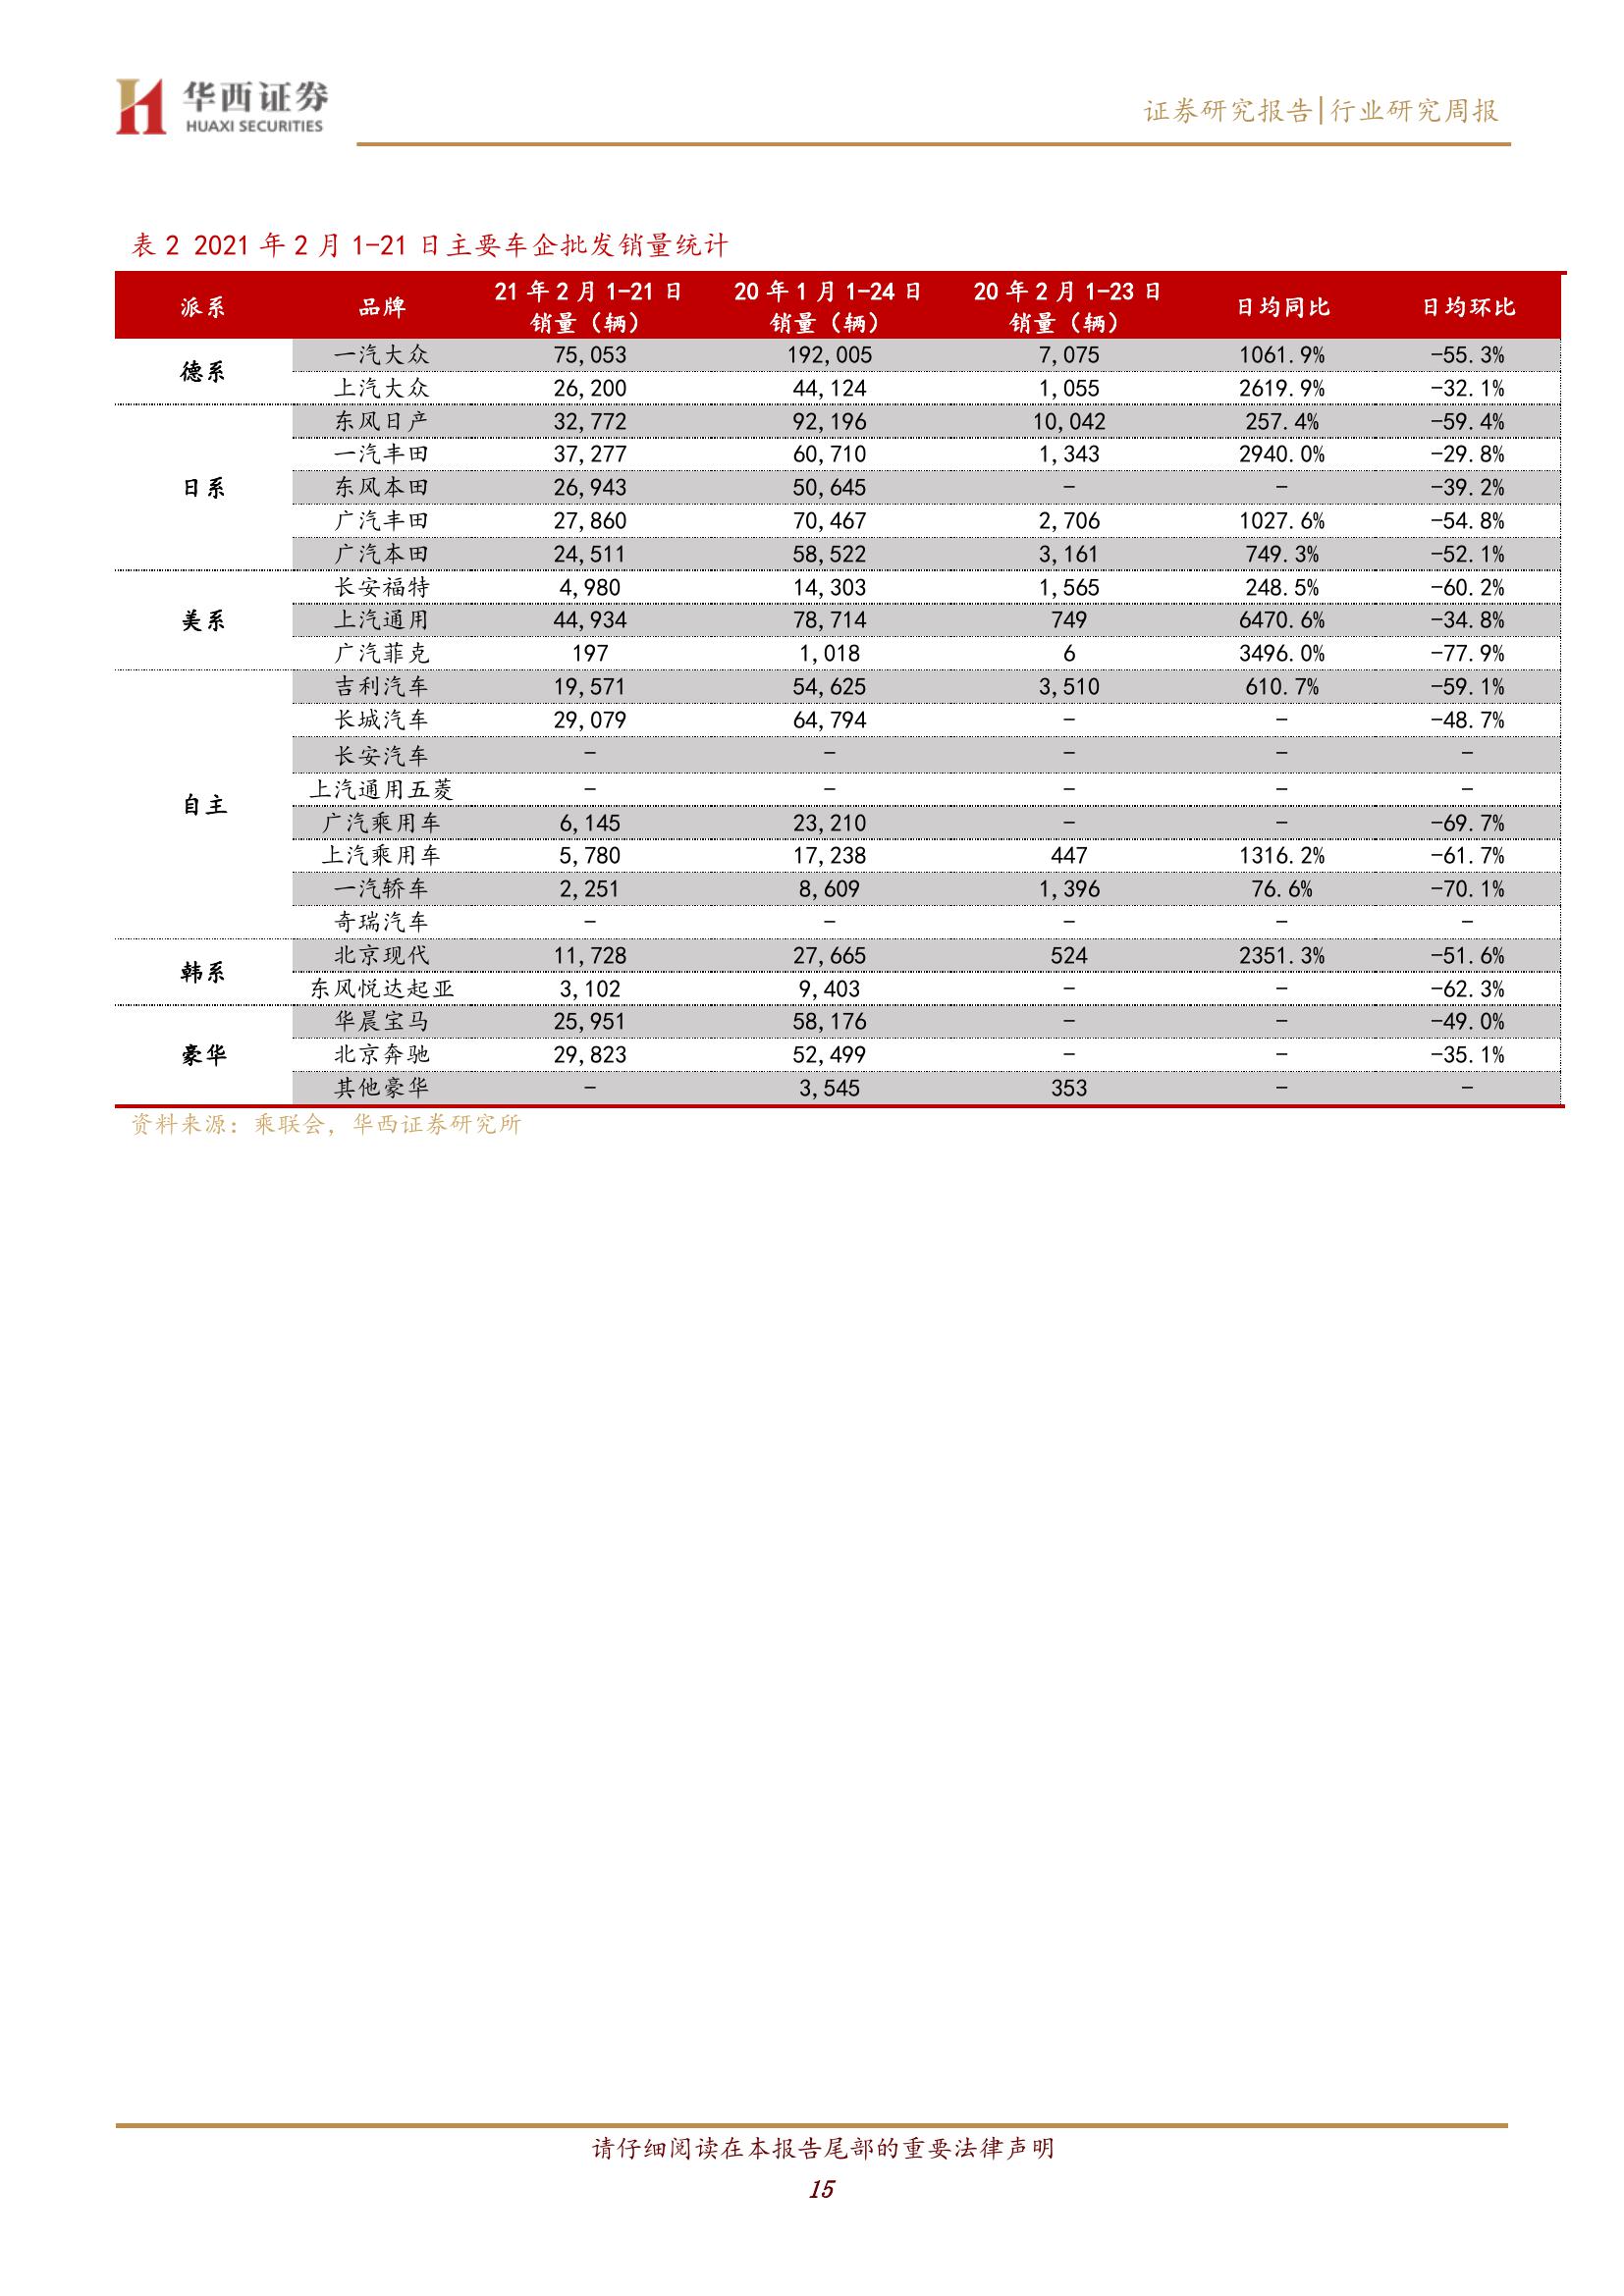 华西证券
HUAXI SECURITIES
证券研究报告|行业研究周报
表 2 2021 年 2 月 1-21 日主要车企批发销量统计
派系 品牌 21 年 2 月 1-21 日销量（辆） 20 年 1 月 1-24 日销量（辆） 20 年 2 月 1-23 日销量（辆） 日均同比 日均环比
德系 一汽大众 75,053 192,005 7,075 1061.9% -55.3%
上汽大众 26,200 44,124 1,055 2619.9% -32.1%
日系 东风日产 32,772 92,196 10,042 257.4% -59.4%
一汽丰田 37,277 60,710 1,343 2940.0% -29.8%
东风本田 26,943 50,645 - - -39.2%
广汽丰田 27,860 70,467 2,706 1027.6% -54.8%
广汽本田 24,511 58,522 3,161 749.3% -52.1%
美系 长安福特 4,980 14,303 1,565 248.5% -60.2%
上汽通用 44,934 78,714 749 6470.6% -34.8%
广汽菲克 197 1,018 6 3496.0% -77.9%
自主 吉利汽车 19,571 54,625 3,510 610.7% -59.1%
长城汽车 29,079 64,794 - - -48.7%
长安汽车 - - - - -
上汽通用五菱 - - - - -
广汽乘用车 6,145 23,210 - - -69.7%
上汽乘用车 5,780 17,238 447 1316.2% -61.7%
一汽轿车 2,251 8,609 1,396 76.6% -70.1%
奇瑞汽车 - - - - -
韩系 北京现代 11,728 27,665 524 2351.3% -51.6%
东风悦达起亚 3,102 9,403 - - -62.3%
豪华 华晨宝马 25,951 58,176 - - -49.0%
北京奔驰 29,823 52,499 - - -35.1%
其他豪华 - 3,545 353 - -
资料来源：乘联会，华西证券研究所
请仔细阅读在本报告尾部的重要法律声明
15